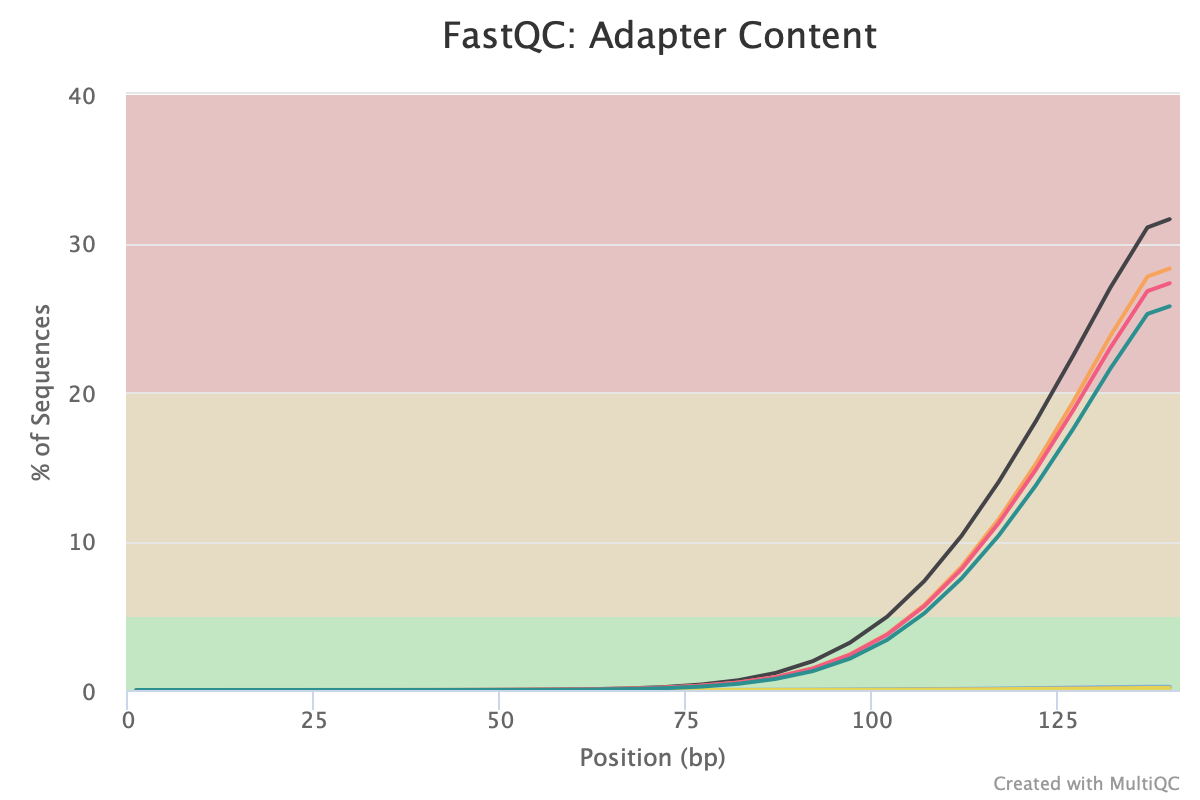 FastQC: Adapter Content
40
30
20
10
0
% of Sequences
0 25 50 75 100 125
Position (bp)
Created with MultiQC